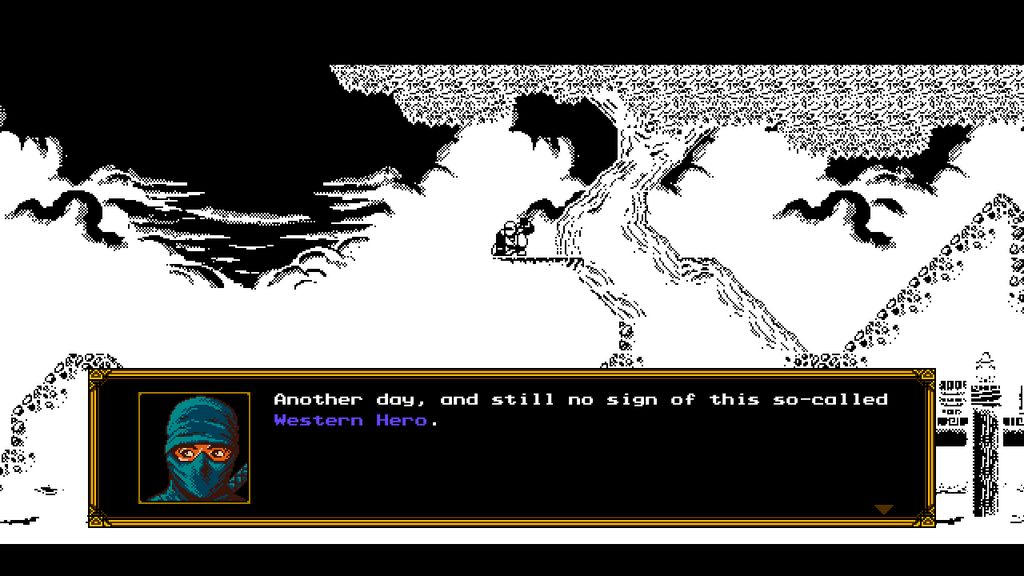 Another day, and still no sign of this so-called
Western Hero.